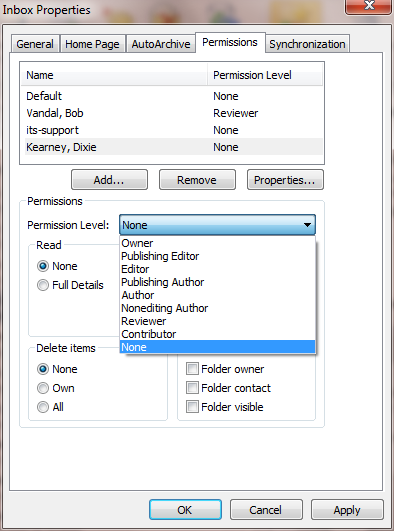 Inbox Properties
General Home Page AutoArchive Permissions Synchronization
Name Permission Level
Default None
Vandal, Bob Reviewer
its-support None
Kearney, Dixie None
Add... Remove Properties...
Permissions
Permission Level: None
Owner
Publishing Editor
Editor
Publishing Author
Author
Nonediting Author
Reviewer
Contributor
None
Read
None
Full Details
Delete items
None
Own
All
Folder owner
Folder contact
Folder visible
OK Cancel Apply